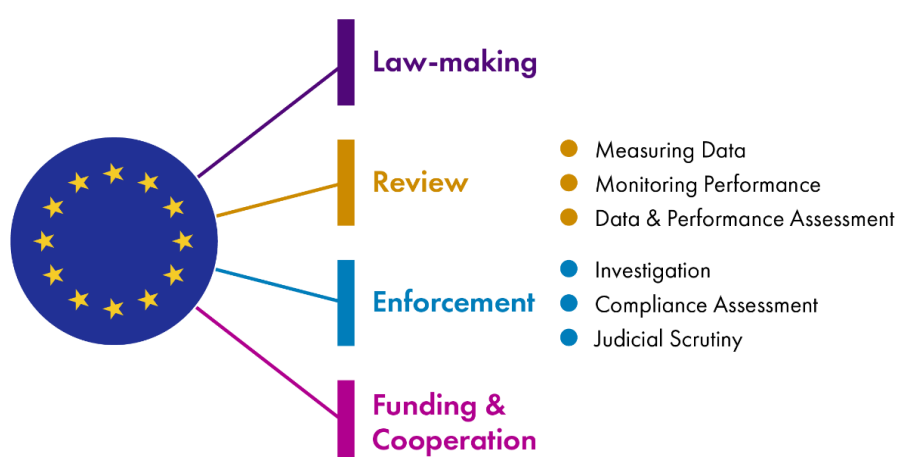 Law-making
Review
Measuring Data
Monitoring Performance
Data & Performance Assessment
Enforcement
Investigation
Compliance Assessment
Judicial Scrutiny
Funding &
Cooperation